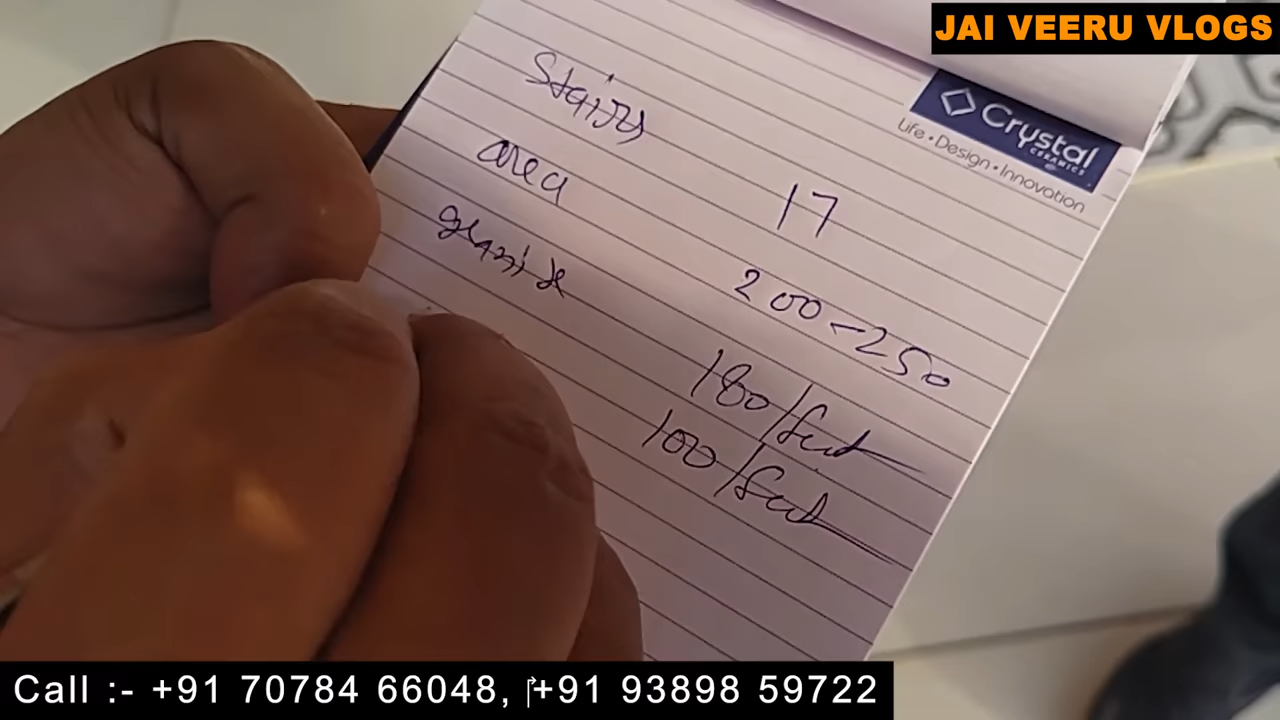 JAI VEERU VLOGS
Crystal
CERAMICS
Life • Design • Innovation
Stairs 17
area 200-250
180/feet
100/feet
Call :- +91 70784 66048, +91 93898 59722